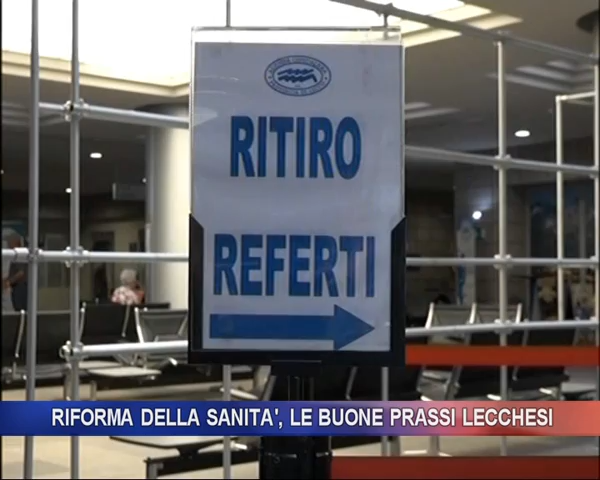 RITIRO
REFERTI
RIFORMA DELLA SANITA', LE BUONE PRASSI LECCHESI